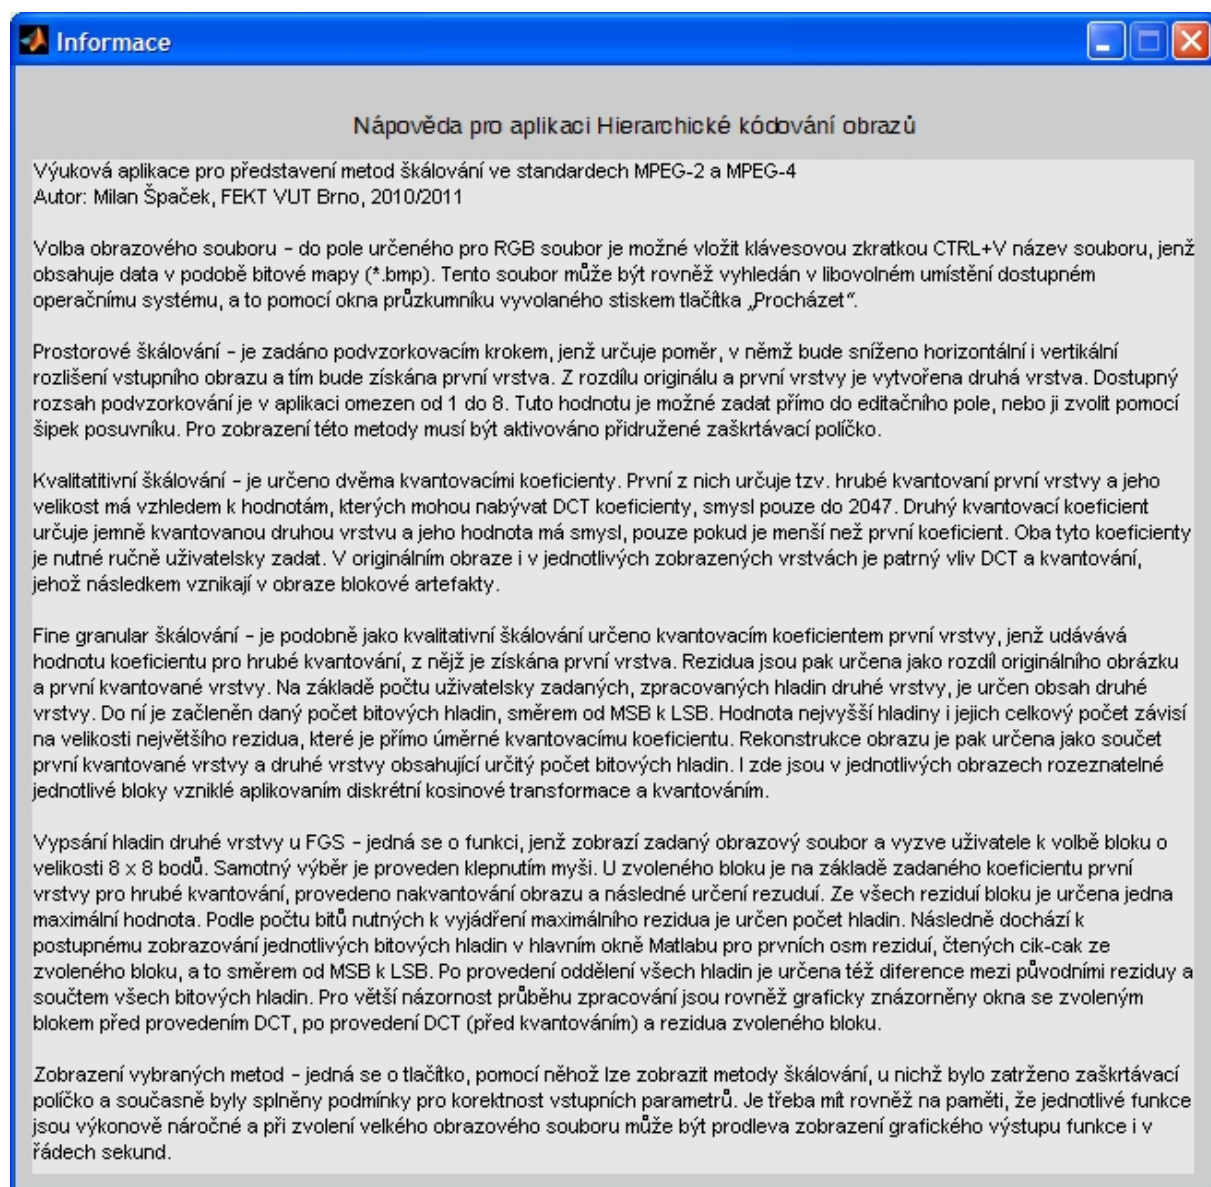 Informace
Nápověda pro aplikaci Hierarchické kódování obrazů
Výuková aplikace pro představení metod škálování ve standardech MPEG-2 a MPEG-4
Autor: Milan Špaček, FEKT VUT Brno, 2010/2011
Volba obrazového souboru – do pole určeného pro RGB soubor je možné vložit klávesovou zkratkou CTRL+V název souboru, jenž
obsahuje data v podobě bitové mapy (*.bmp). Tento soubor může být rovněž vyhledán v libovolném umístění dostupném
operačnímu systému, a to pomocí okna průzkumníku vyvolaného stiskem tlačítka „Procházet“.
Prostorové škálování – je zadáno podvzorkovacím krokem, jenž určuje poměr, v němž bude sníženo horizontální i vertikální
rozlišení vstupního obrazu a tím bude získána první vrstva. Z rozdílu originálu a první vrstvy je vytvořena druhá vrstva. Dostupný
rozsah podvzorkování je v aplikaci omezen od 1 do 8. Tuto hodnotu je možné zadat přímo do editačního pole, nebo ji zvolit pomocí
šipek posuvníku. Pro zobrazení této metody musí být aktivováno přidružené zaškrtávací políčko.
Kvalitatitivní škálování – je určeno dvěma kvantovacími koeficienty. První z nich určuje tzv. hrubé kvantovaní první vrstvy a jeho
velikost má vzhledem k hodnotám, kterých mohou nabývat DCT koeficienty, smysl pouze do 2047. Druhý kvantovací koeficient
určuje jemně kvantovanou druhou vrstvu a jeho hodnota má smysl, pouze pokud je menší než první koeficient. Oba tyto koeficienty
je nutné ručně uživatelsky zadat. V originálním obraze i v jednotlivých zobrazených vrstvách je patrný vliv DCT a kvantování,
jehož následkem vznikají v obraze blokové artefakty.
Fine granular škálování – je podobně jako kvalitativní škálování určeno kvantovacím koeficientem první vrstvy, jenž udávává
hodnotu koeficientu pro hrubé kvantování, z nějž je získána první vrstva. Rezidua jsou pak určena jako rozdíl originálního obrázku
a první kvantované vrstvy. Na základě počtu uživatelsky zadaných, zpracovaných hladin druhé vrstvy, je určen obsah druhé
vrstvy. Do ní je začleněn daný počet bitových hladin, směrem od MSB k LSB. Hodnota nejvyšší hladiny i jejich celkový počet závisí
na velikosti největšího rezidua, které je přímo úměrné kvantovacímu koeficientu. Rekonstrukce obrazu je pak určena jako součet
první kvantované vrstvy a druhé vrstvy obsahující určitý počet bitových hladin. I zde jsou v jednotlivých obrazech rozeznatelné
jednotlivé bloky vzniklé aplikovaním diskrétní kosinové transformace a kvantováním.
Vypsání hladin druhé vrstvy u FGS – jedná se o funkci, jenž zobrazí zadaný obrazový soubor a vyzve uživatele k volbě bloku o
velikosti 8 x 8 bodů. Samotný výběr je proveden klepnutím myši. U zvoleného bloku je na základě zadaného koeficientu první
vrstvy pro hrubé kvantování, provedeno nakvantování obrazu a následné určení rezuduí. Ze všech reziduí bloku je určena jedna
maximální hodnota. Podle počtu bitů nutných k vyjádření maximálního rezidua je určen počet hladin. Následně dochází k
postupnému zobrazování jednotlivých bitových hladin v hlavním okně Matlabu pro prvních osm reziduí, čtených cik-cak ze
zvoleného bloku, a to směrem od MSB k LSB. Po provedení oddělení všech hladin je určena též diference mezi původními reziduy a
součtem všech bitových hladin. Pro větší názornost průběhu zpracování jsou rovněž graficky znázorněny okna se zvoleným
blokem před provedením DCT, po provedení DCT (před kvantováním) a rezidua zvoleného bloku.
Zobrazení vybraných metod – jedná se o tlačítko, pomocí něhož lze zobrazit metody škálování, u nichž bylo zatrženo zaškrtávací
políčko a současně byly splněny podmínky pro korektnost vstupních parametrů. Je třeba mít rovněž na paměti, že jednotlivé funkce
jsou výkonově náročné a při zvolení velkého obrazového souboru může být prodleva zobrazení grafického výstupu funkce i v
řádech sekund.